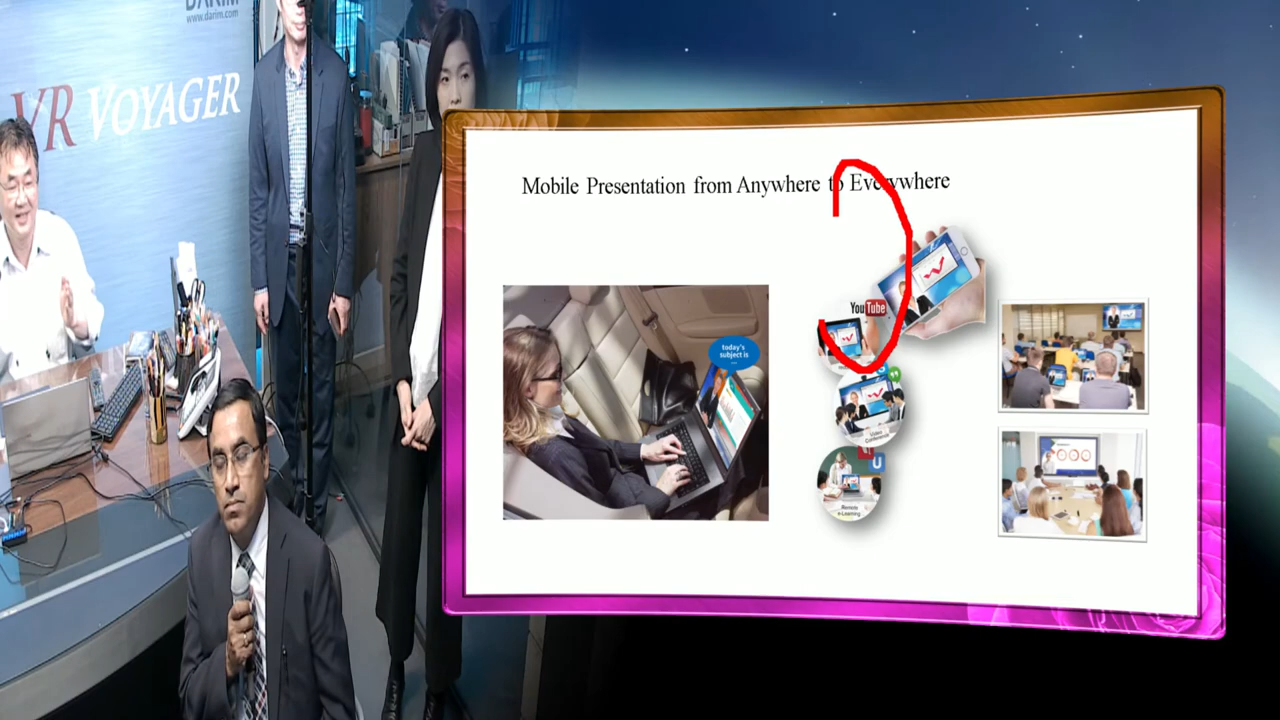 DARIM
www.darim.com
VR VOYAGER
Mobile Presentation from Anywhere to Everywhere
YouTube
today's
subject is
...
Video
Conference
U
Remote
e-Learning